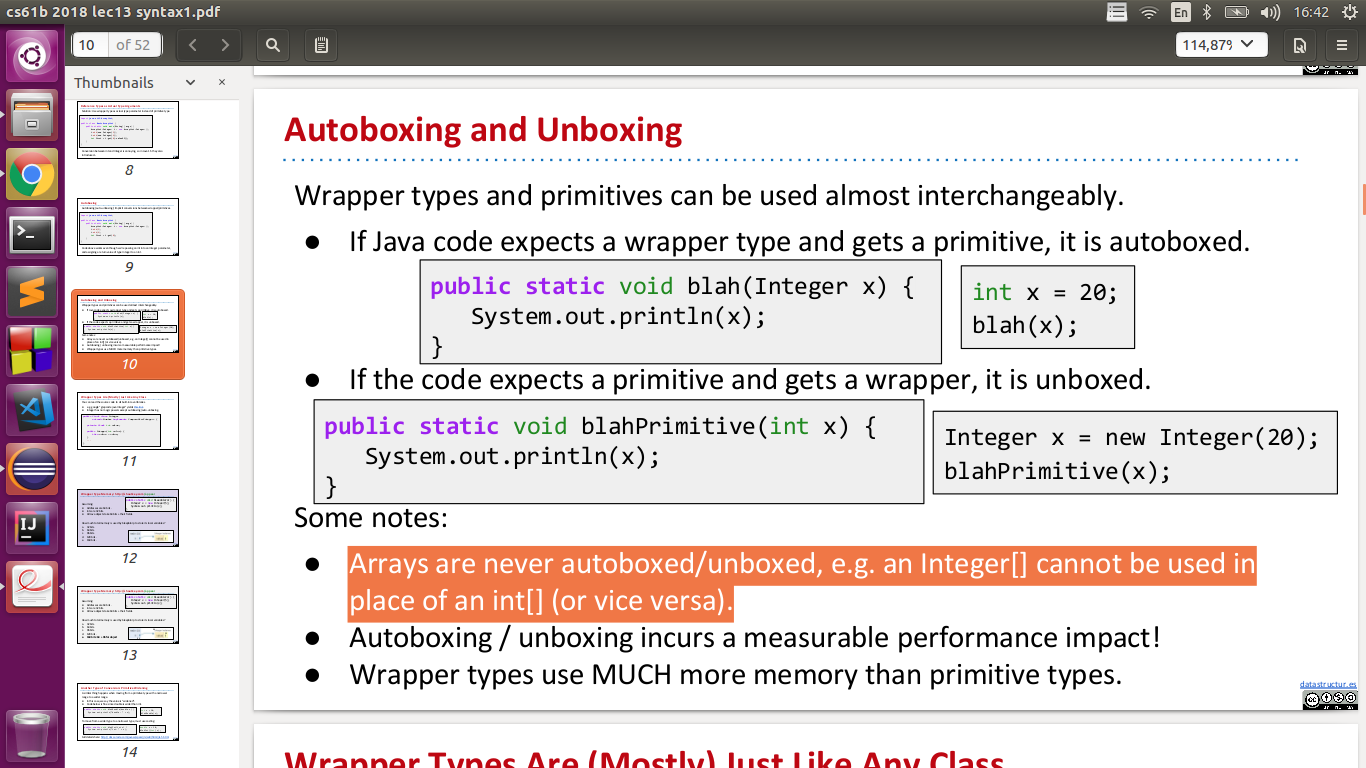 cs61b 2018 lec13 syntax1.pdf
En
16:42
10 of 52
114,87%
Thumbnails
8
9
10
11
12
13
14
Autoboxing and Unboxing
Wrapper types and primitives can be used almost interchangeably.
● If Java code expects a wrapper type and gets a primitive, it is autoboxed.
public static void blah(Integer x) {
System.out.println(x);
}
int x = 20;
blah(x);
● If the code expects a primitive and gets a wrapper, it is unboxed.
public static void blahPrimitive(int x) {
System.out.println(x);
}
Integer x = new Integer(20);
blahPrimitive(x);
Some notes:
● Arrays are never autoboxed/unboxed, e.g. an Integer[] cannot be used in
place of an int[] (or vice versa).
● Autoboxing / unboxing incurs a measurable performance impact!
● Wrapper types use MUCH more memory than primitive types.
datastructur.es
Wrapper Types Are (Mostly) Just Like Any Class